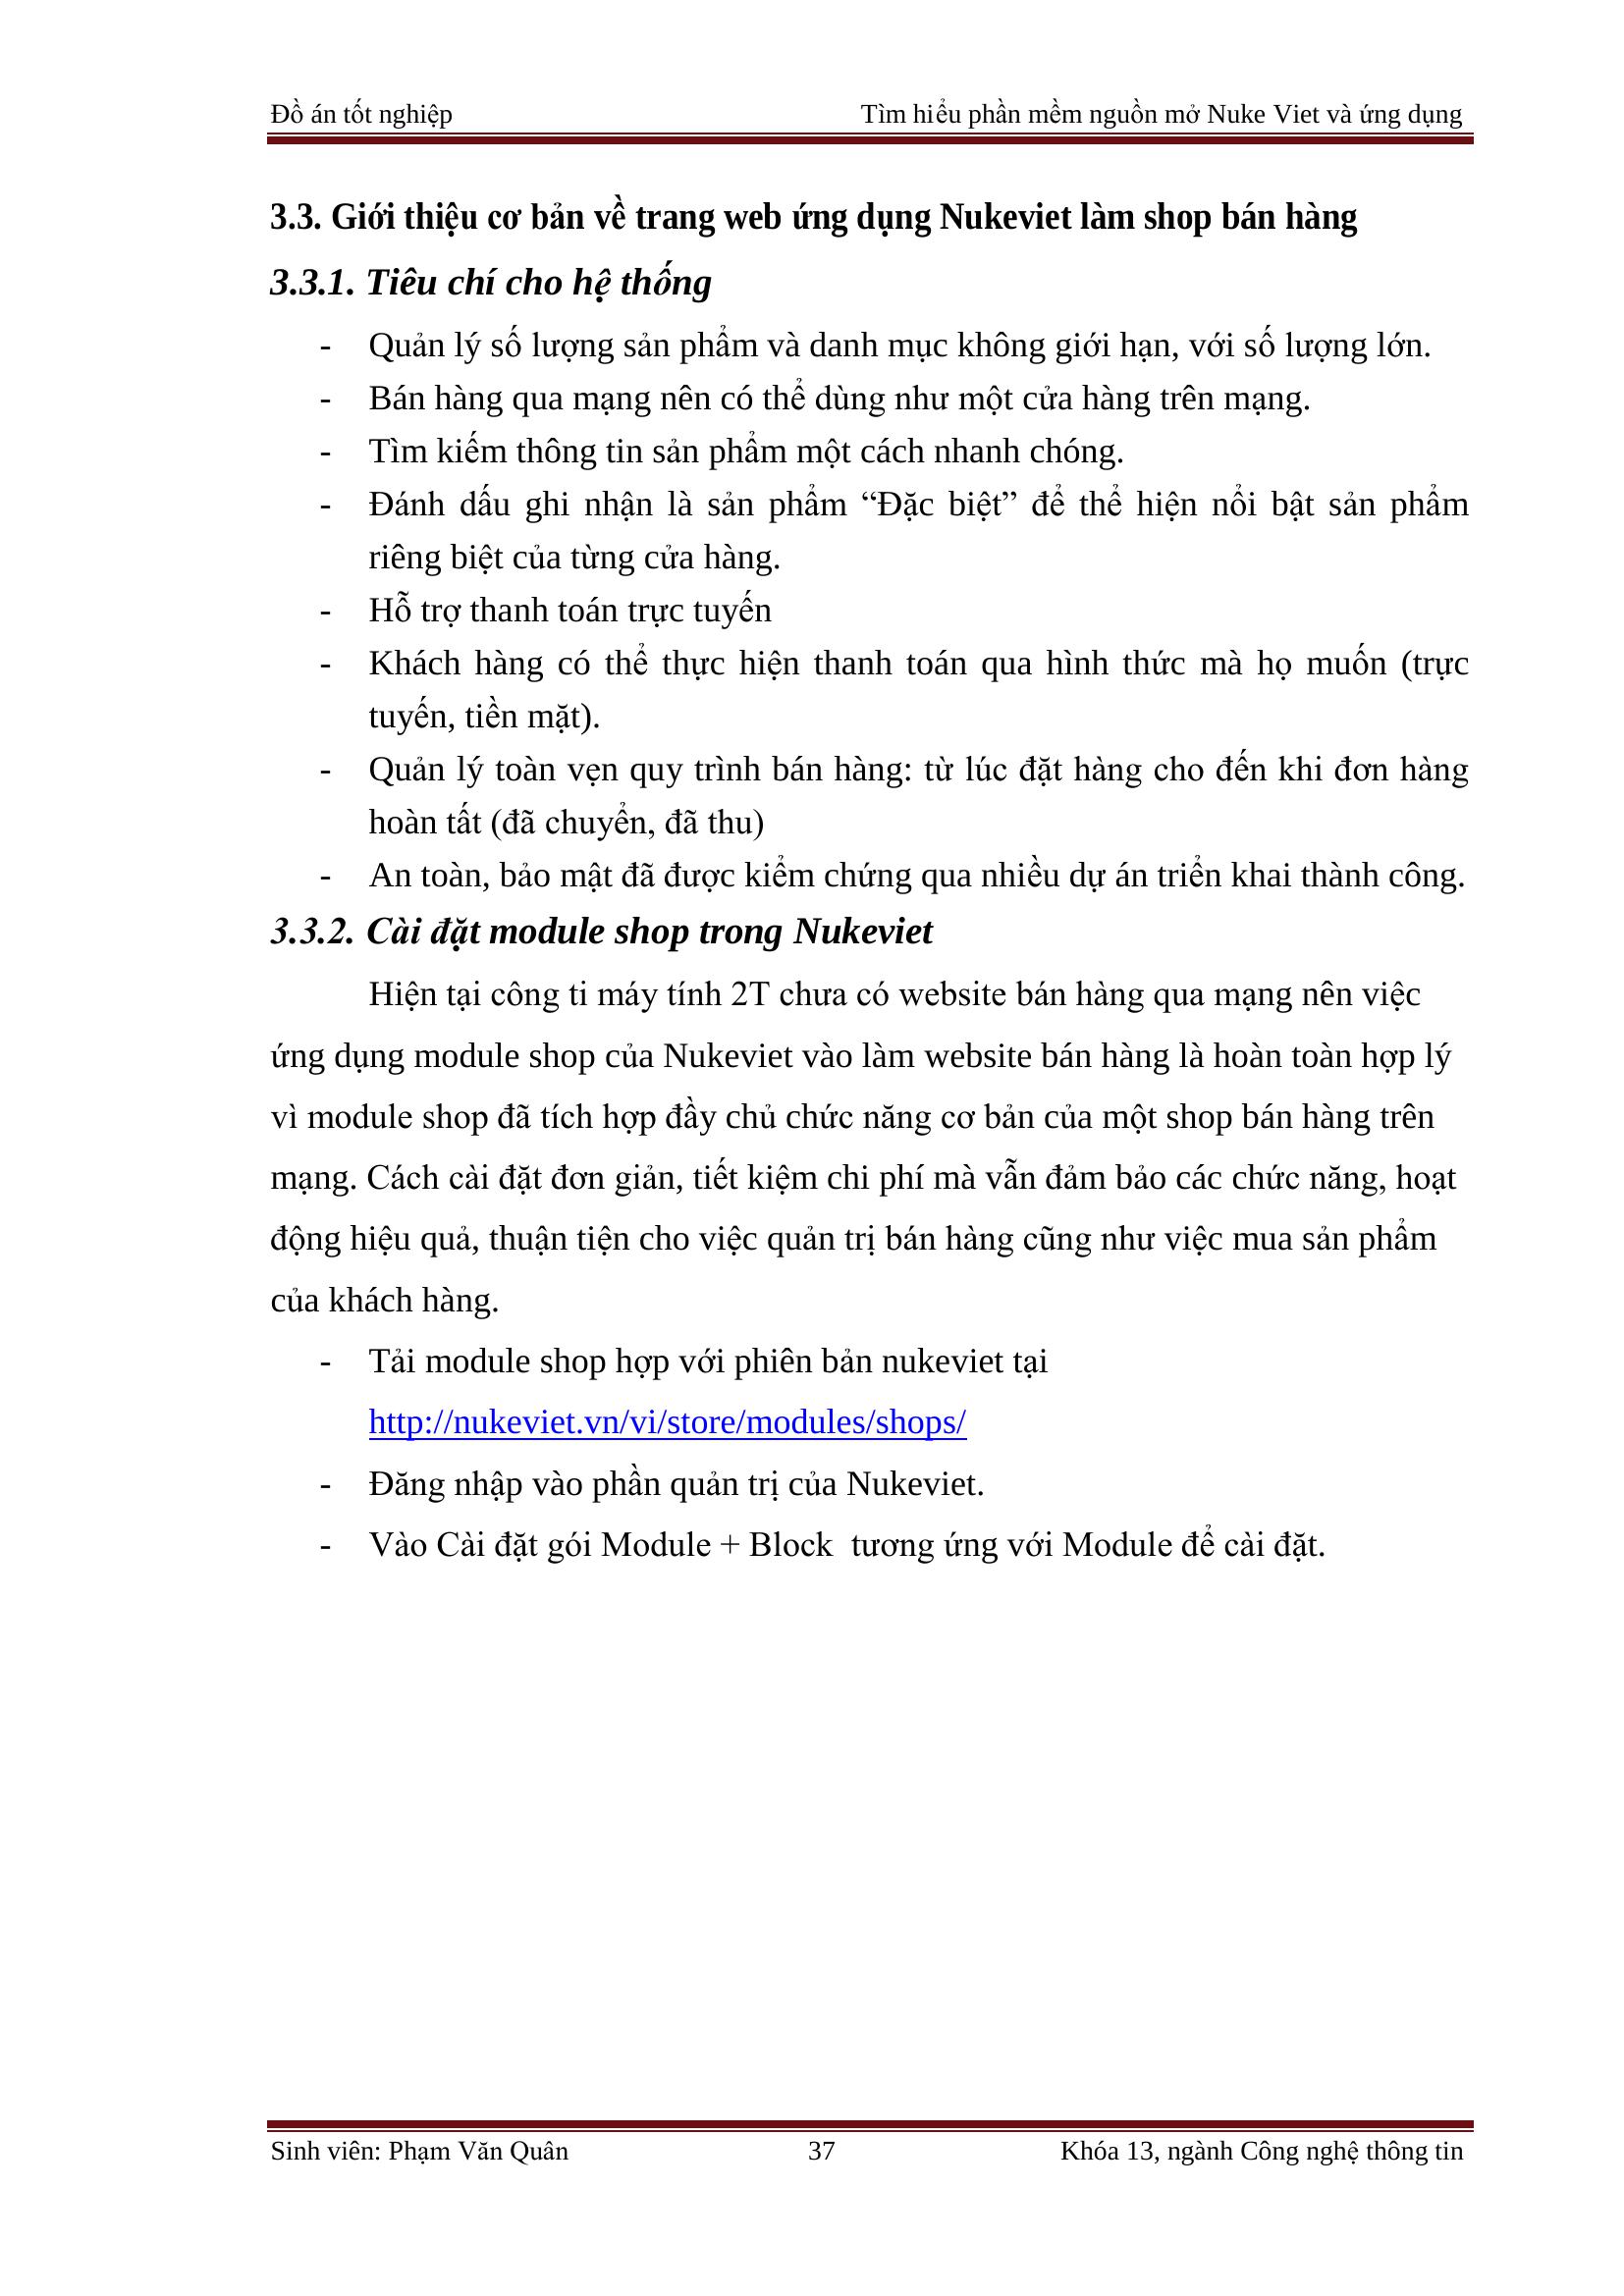 Đồ án tốt nghiệp Tìm hiểu phần mềm nguồn mở Nuke Viet và ứng dụng
3.3. Giới thiệu cơ bản về trang web ứng dụng Nukeviet làm shop bán hàng
3.3.1. Tiêu chí cho hệ thống
- Quản lý số lượng sản phẩm và danh mục không giới hạn, với số lượng lớn.
- Bán hàng qua mạng nên có thể dùng như một cửa hàng trên mạng.
- Tìm kiếm thông tin sản phẩm một cách nhanh chóng.
- Đánh dấu ghi nhận là sản phẩm “Đặc biệt” để thể hiện nổi bật sản phẩm
riêng biệt của từng cửa hàng.
- Hỗ trợ thanh toán trực tuyến
- Khách hàng có thể thực hiện thanh toán qua hình thức mà họ muốn (trực
tuyến, tiền mặt).
- Quản lý toàn vẹn quy trình bán hàng: từ lúc đặt hàng cho đến khi đơn hàng
hoàn tất (đã chuyển, đã thu)
- An toàn, bảo mật đã được kiểm chứng qua nhiều dự án triển khai thành công.
3.3.2. Cài đặt module shop trong Nukeviet
Hiện tại công ti máy tính 2T chưa có website bán hàng qua mạng nên việc
ứng dụng module shop của Nukeviet vào làm website bán hàng là hoàn toàn hợp lý
vì module shop đã tích hợp đầy chủ chức năng cơ bản của một shop bán hàng trên
mạng. Cách cài đặt đơn giản, tiết kiệm chi phí mà vẫn đảm bảo các chức năng, hoạt
động hiệu quả, thuận tiện cho việc quản trị bán hàng cũng như việc mua sản phẩm
của khách hàng.
- Tải module shop hợp với phiên bản nukeviet tại
http://nukeviet.vn/vi/store/modules/shops/
- Đăng nhập vào phần quản trị của Nukeviet.
- Vào Cài đặt gói Module + Block  tương ứng với Module để cài đặt.
Sinh viên: Phạm Văn Quân 37 Khóa 13, ngành Công nghệ thông tin